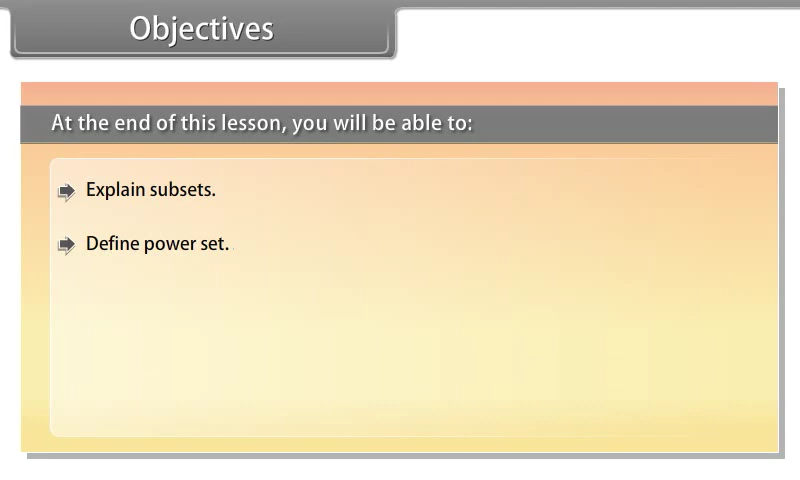 Objectives
At the end of this lesson, you will be able to:
Explain subsets.
Define power set.